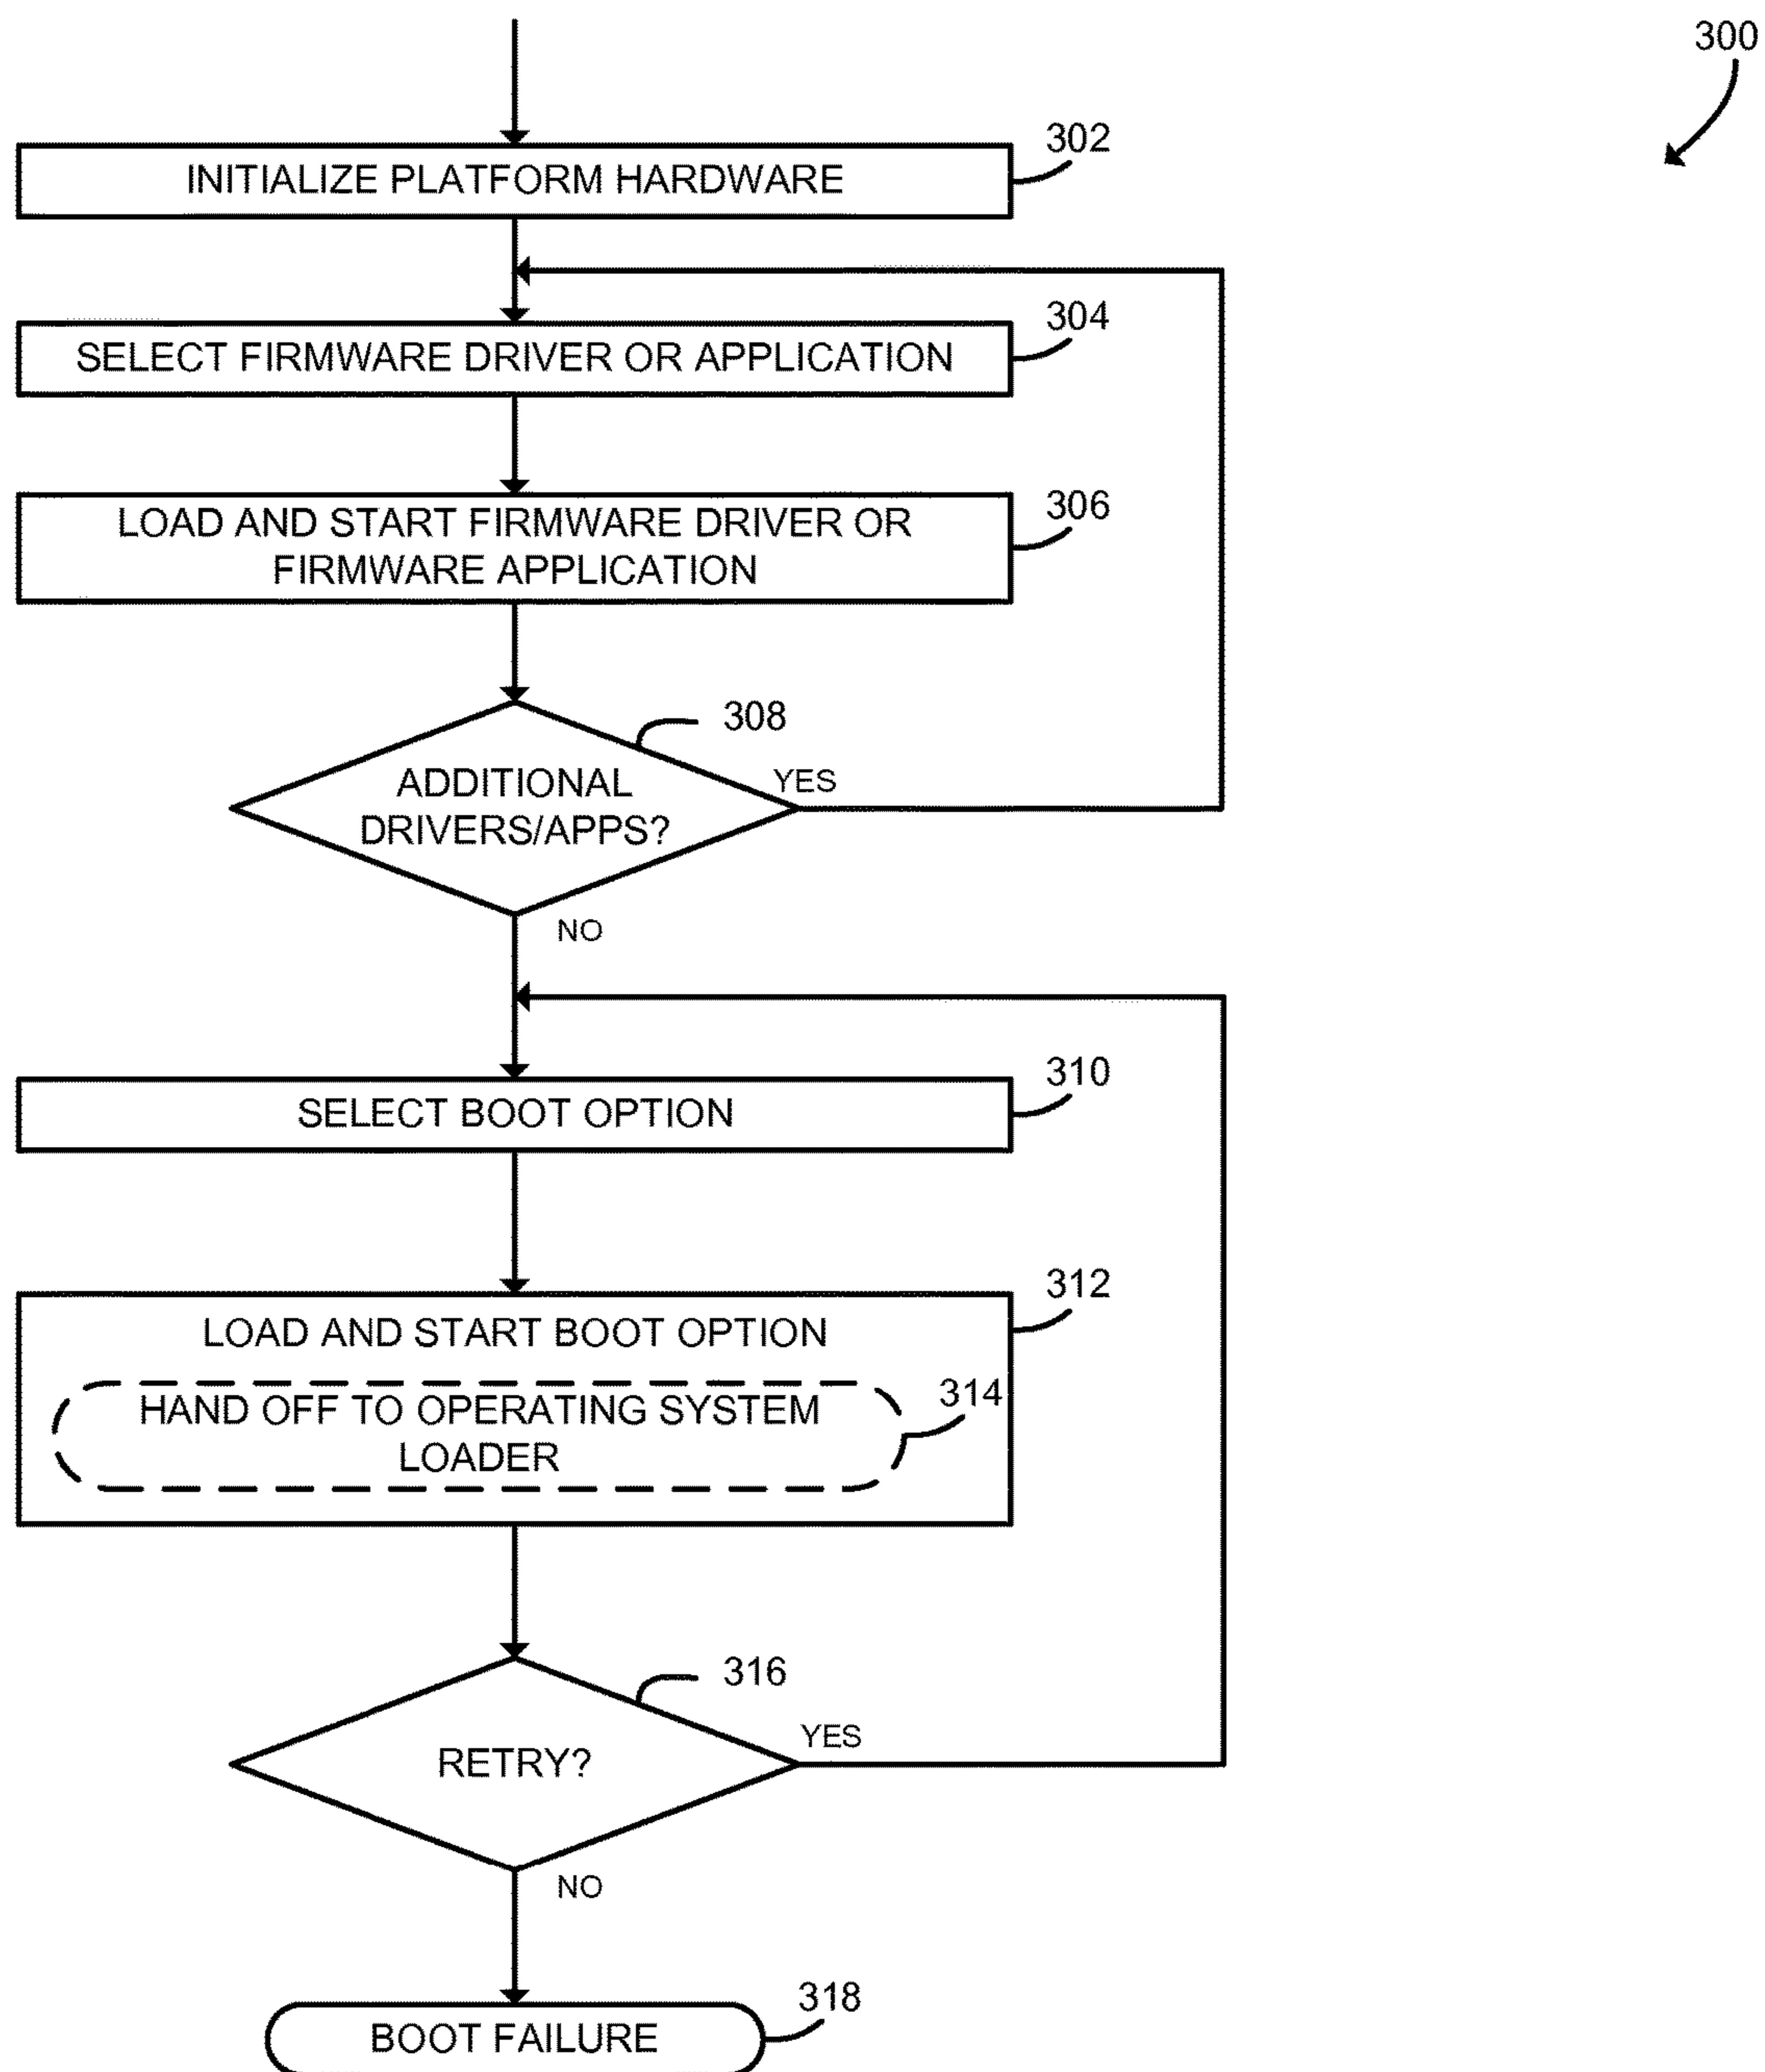 300
302
INITIALIZE PLATFORM HARDWARE
304
SELECT FIRMWARE DRIVER OR APPLICATION
306
LOAD AND START FIRMWARE DRIVER OR
FIRMWARE APPLICATION
308
ADDITIONAL
DRIVERS/APPS?
YES
NO
310
SELECT BOOT OPTION
312
LOAD AND START BOOT OPTION
314
HAND OFF TO OPERATING SYSTEM
LOADER
316
RETRY?
YES
NO
318
BOOT FAILURE